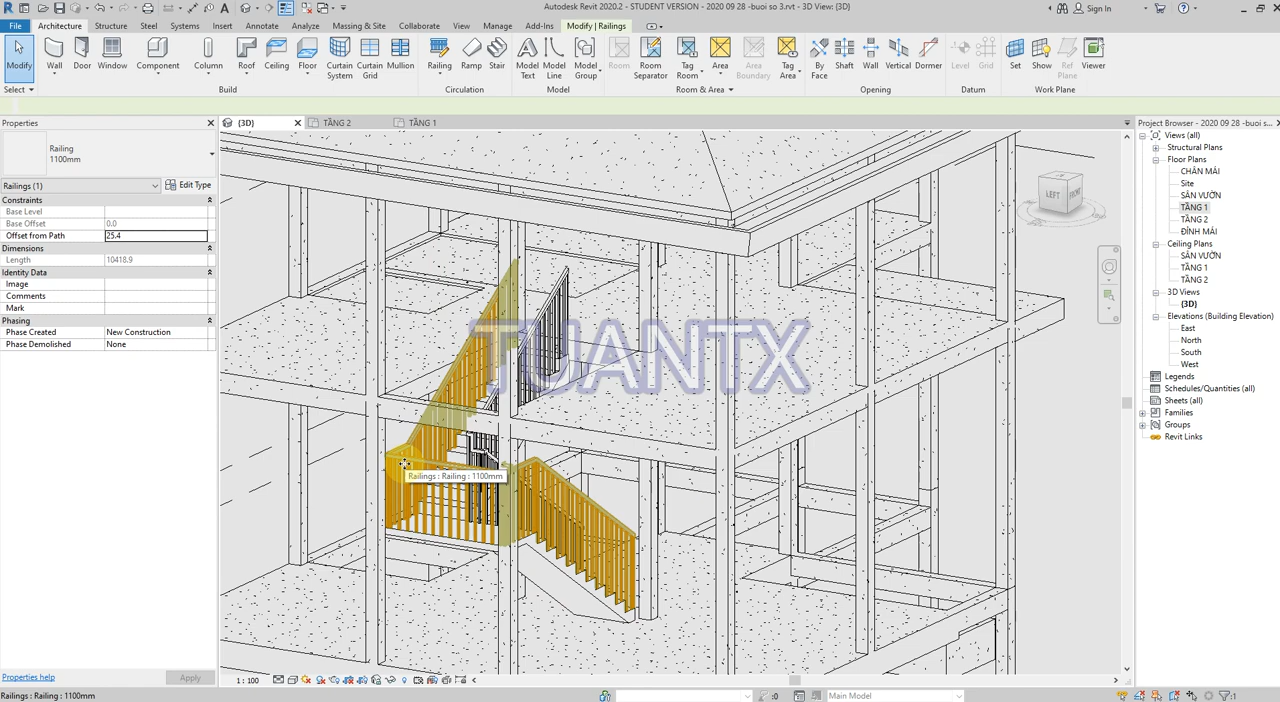 Autodesk Revit 2020.2 - STUDENT VERSION - 2020 09 28 -buoi so 3.rvt - 3D View: {3D}
Sign In
File Architecture Structure Steel Systems Insert Annotate Analyze Massing & Site Collaborate View Manage Add-Ins Modify | Railings
Modify Wall Door Window Component Column Roof Ceiling Floor Curtain System Curtain Grid Mullion Railing Ramp Stair Model Text Model Line Model Group Room Room Separator Tag Room Area Area Boundary Tag Area By Face Shaft Wall Vertical Dormer Level Grid Set Show Ref Plane Viewer
Select Build Circulation Model Room & Area Opening Datum Work Plane
Properties
Railing
1100mm
Railings (1)
Edit Type
Constraints
Base Level
Base Offset 0.0
Offset from Path 25.4
Dimensions
Length 10418.9
Identity Data
Image
Comments
Mark
Phasing
Phase Created New Construction
Phase Demolished None
Properties help
Apply
{3D}
TẦNG 2
TẦNG 1
LEFT
FRONT
TUANTX
Railings : Railing : 1100mm
Project Browser - 2020 09 28 -buoi s...
Views (all)
Structural Plans
Floor Plans
CHÂN MÁI
Site
SÂN VƯỜN
TẦNG 1
TẦNG 2
ĐỈNH MÁI
Ceiling Plans
SÂN VƯỜN
TẦNG 1
TẦNG 2
3D Views
{3D}
Elevations (Building Elevation)
East
North
South
West
Legends
Schedules/Quantities (all)
Sheets (all)
Families
Groups
Revit Links
1 : 100
Railings : Railing : 1100mm
:0
Main Model
:1